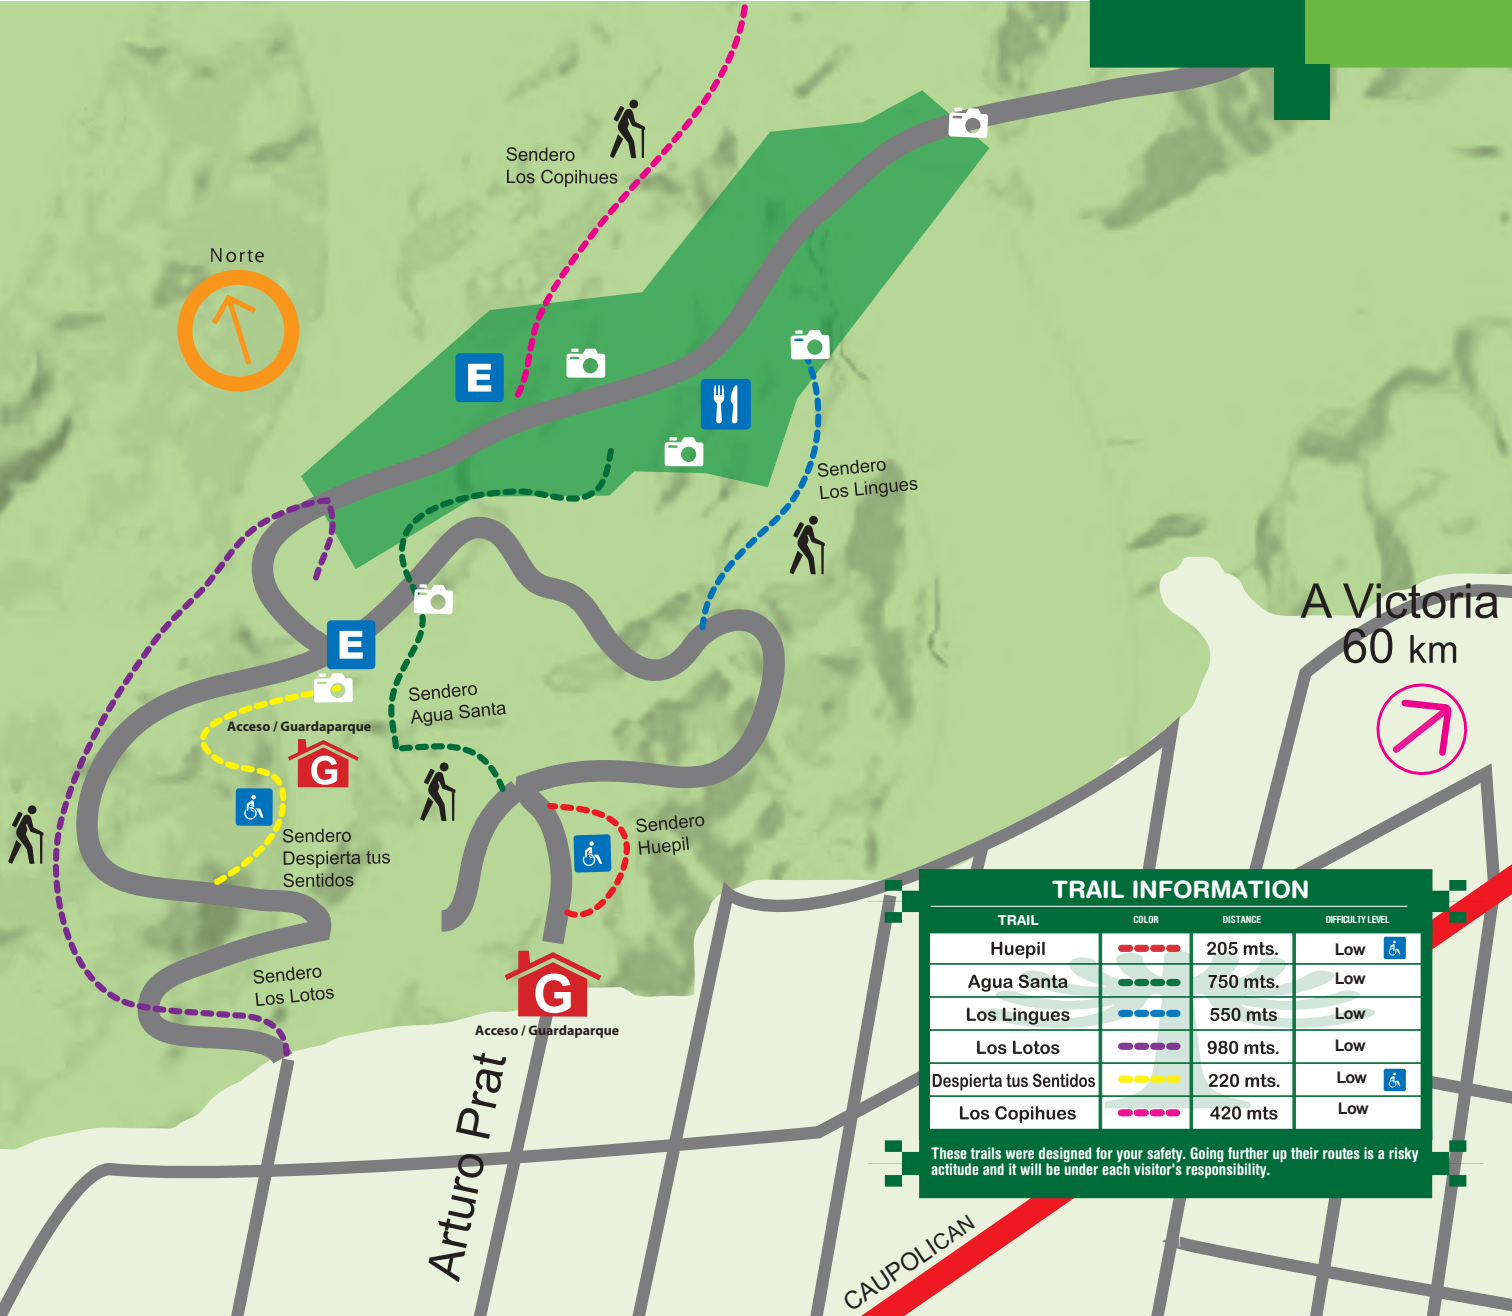 Sendero
Los Copihues
Norte
E
Sendero
Los Lingues
A Victoria
60 km
E
Sendero
Agua Santa
Acceso / Guardaparque
G
Sendero
Despierta tus
Sentidos
Sendero
Huepil
Sendero
Los Lotos
G
Acceso / Guardaparque
Arturo Prat
CAUPOLICAN
TRAIL INFORMATION
TRAIL COLOR DISTANCE DIFFICULTY LEVEL
Huepil 205 mts. Low
Agua Santa 750 mts. Low
Los Lingues 550 mts Low
Los Lotos 980 mts. Low
Despierta tus Sentidos 220 mts. Low
Los Copihues 420 mts Low
These trails were designed for your safety. Going further up their routes is a risky
actitude and it will be under each visitor's responsibility.